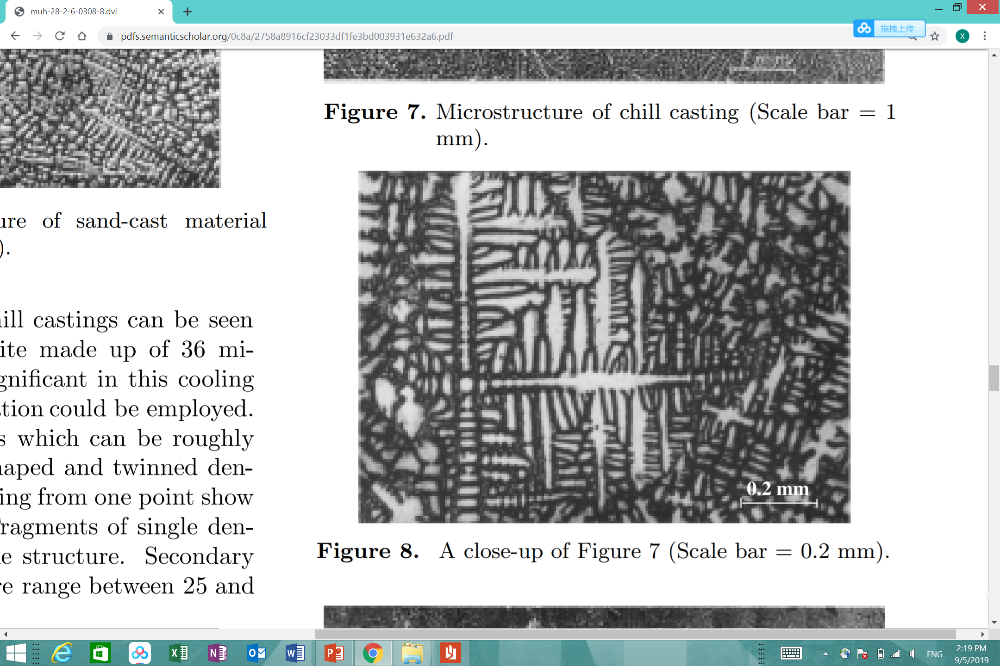 muh-28-2-6-0308-8.dvi
pdfs.semanticscholar.org/0c8a/2758a8916cf23033df1fe3bd003931e632a6.pdf
拖拽上传
X
ure of sand-cast material
).
ill castings can be seen
ite made up of 36 mi-
gnificant in this cooling
tion could be employed.
s which can be roughly
haped and twinned den-
ing from one point show
fragments of single den-
e structure. Secondary
re range between 25 and
Figure 7. Microstructure of chill casting (Scale bar = 1
mm).
0.2 mm
Figure 8. A close-up of Figure 7 (Scale bar = 0.2 mm).
ENG
2:19 PM
9/5/2019